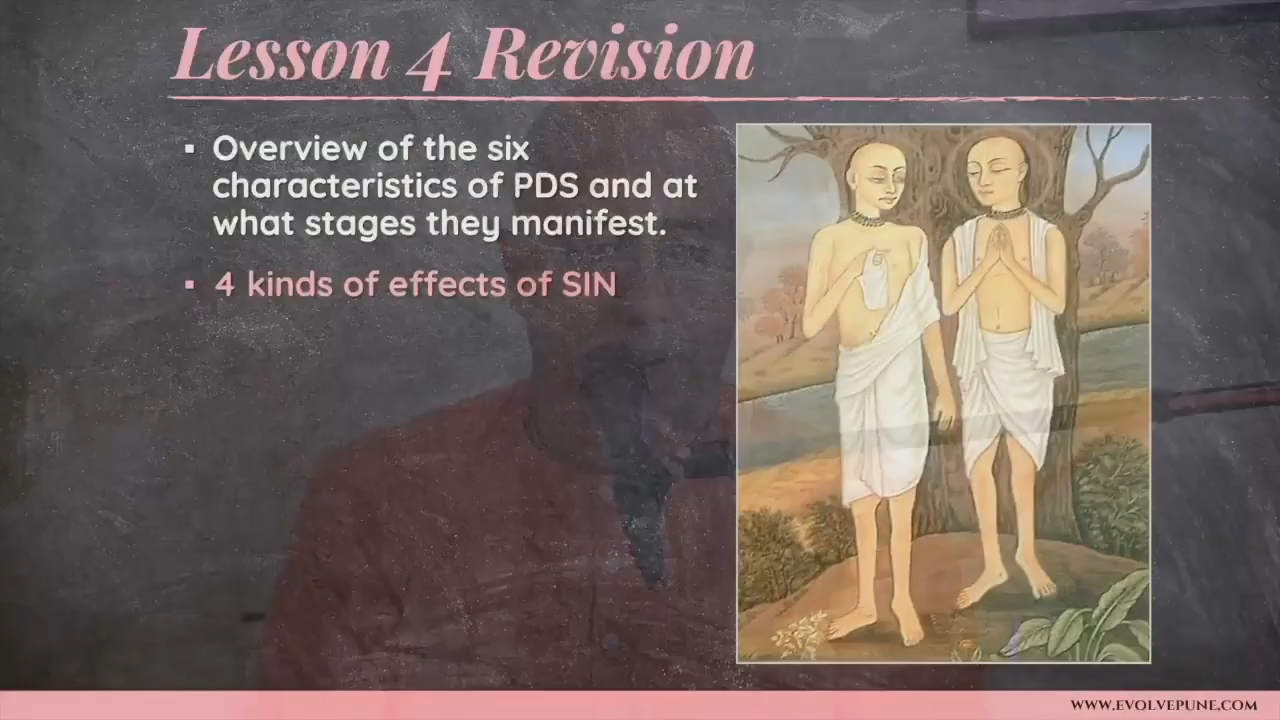 Lesson 4 Revision
▪ Overview of the six
characteristics of PDS and at
what stages they manifest.
▪ 4 kinds of effects of SIN
WWW.EVOLVEPUNE.COM